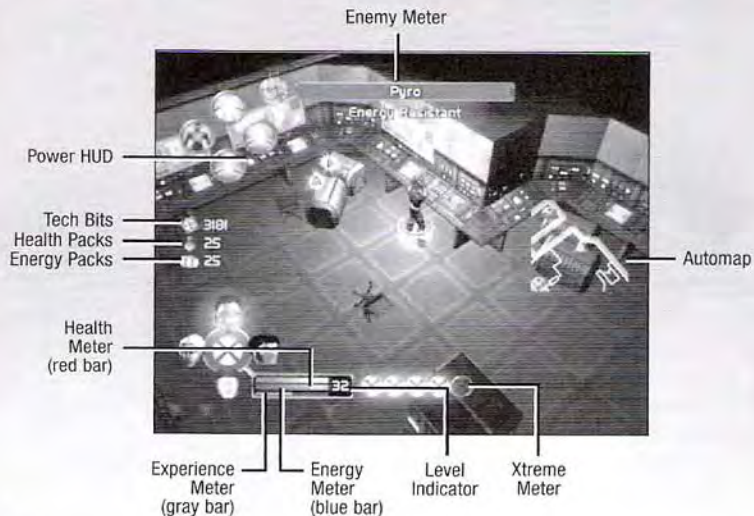 Enemy Meter
Pyro
Energy Resistant
Power HUD
Tech Bits
3181
Health Packs
25
Energy Packs
25
Automap
Health
Meter
(red bar)
32
Experience
Meter
(gray bar)
Energy
Meter
(blue bar)
Level
Indicator
Xtreme
Meter